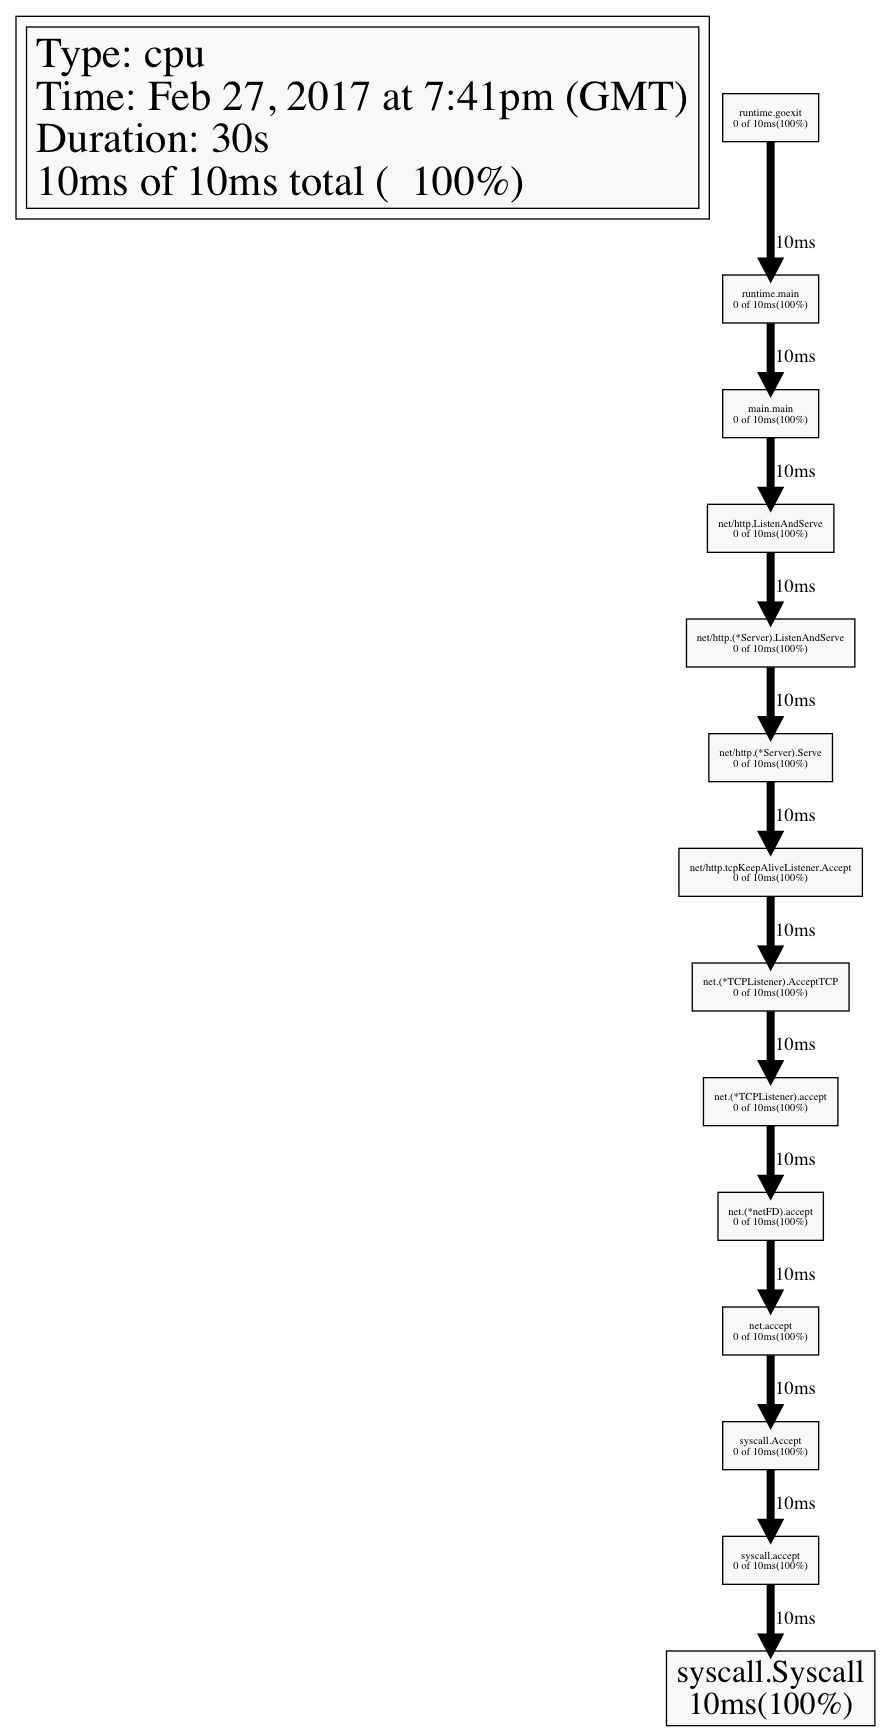 Type: cpu
Time: Feb 27, 2017 at 7:41pm (GMT)
Duration: 30s
10ms of 10ms total (  100%)
runtime.goexit
0 of 10ms(100%)
10ms
runtime.main
0 of 10ms(100%)
10ms
main.main
0 of 10ms(100%)
10ms
net/http.ListenAndServe
0 of 10ms(100%)
10ms
net/http.(*Server).ListenAndServe
0 of 10ms(100%)
10ms
net/http.(*Server).Serve
0 of 10ms(100%)
10ms
net/http.tcpKeepAliveListener.Accept
0 of 10ms(100%)
10ms
net.(*TCPListener).AcceptTCP
0 of 10ms(100%)
10ms
net.(*TCPListener).accept
0 of 10ms(100%)
10ms
net.(*netFD).accept
0 of 10ms(100%)
10ms
net.accept
0 of 10ms(100%)
10ms
syscall.Accept
0 of 10ms(100%)
10ms
syscall.accept
0 of 10ms(100%)
10ms
syscall.Syscall
10ms(100%)